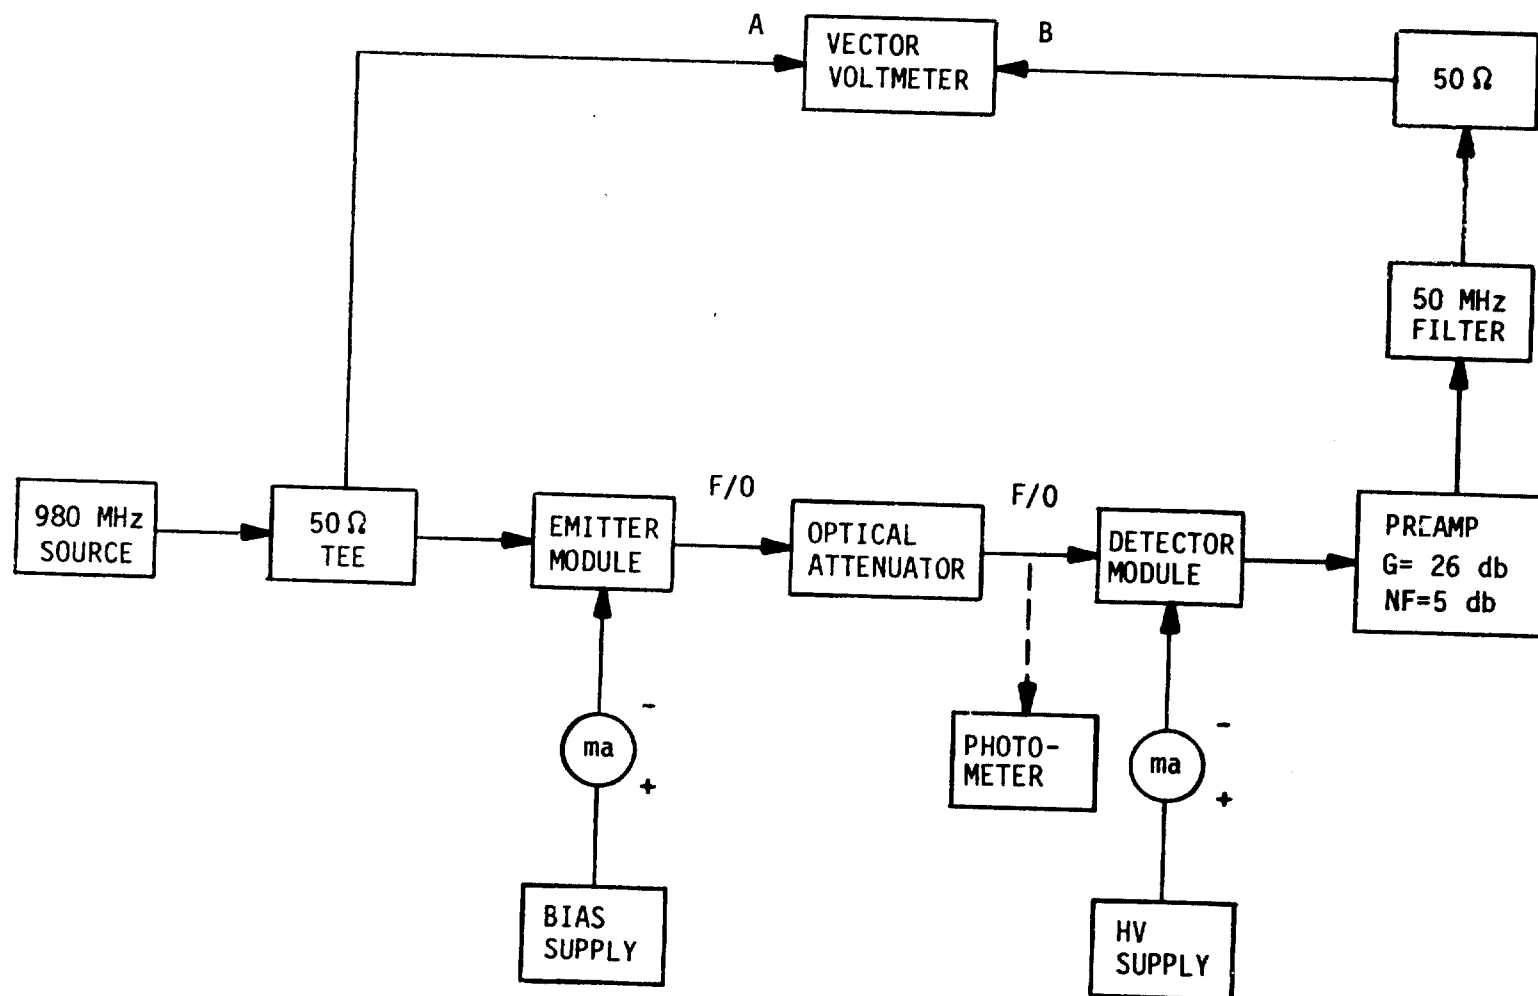 A
VECTOR
VOLTMETER
B
50 Ω
50 MHz
FILTER
980 MHz
SOURCE
50 Ω
TEE
EMITTER
MODULE
F/O
OPTICAL
ATTENUATOR
F/O
DETECTOR
MODULE
PREAMP
G= 26 db
NF=5 db
-
ma
+
PHOTO-
METER
-
ma
+
BIAS
SUPPLY
HV
SUPPLY